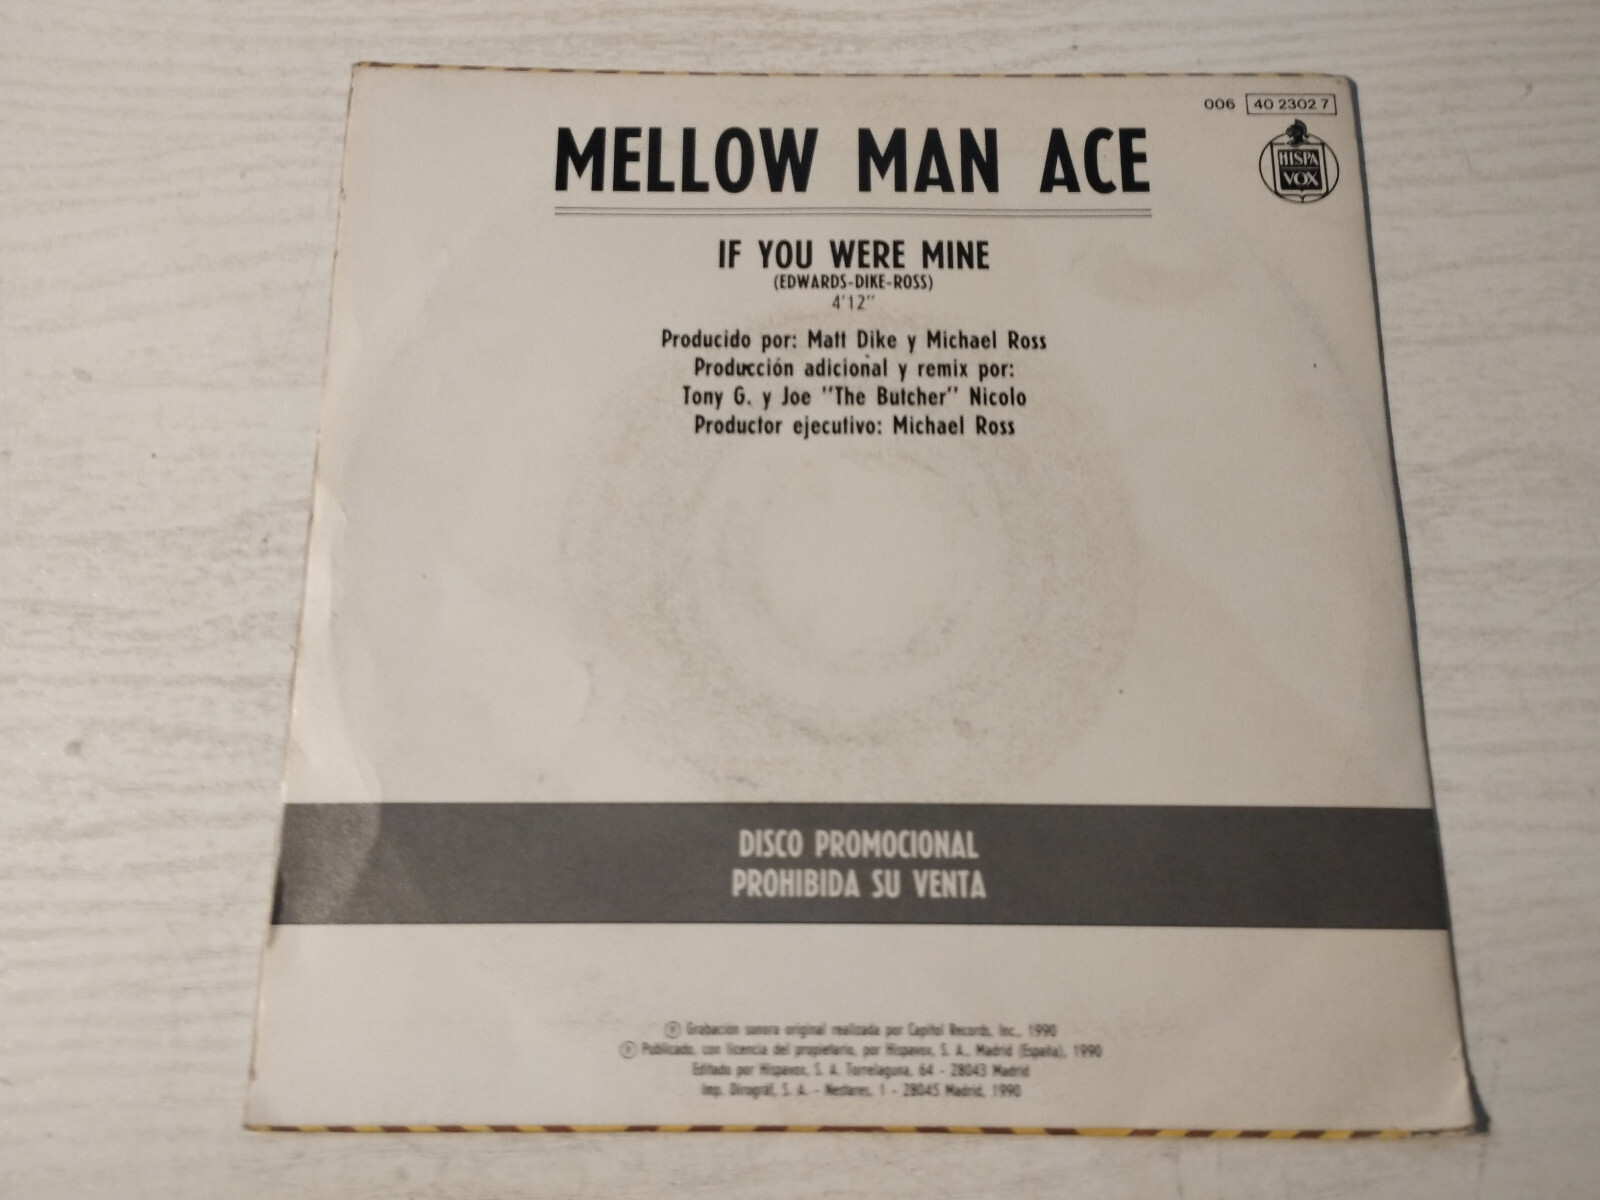 006 40 2302 7
HISPA
VOX
MELLOW MAN ACE
IF YOU WERE MINE
(EDWARDS-DIKE-ROSS)
4'12"
Producido por: Matt Dike y Michael Ross
Producción adicional y remix por:
Tony G. y Joe "The Butcher" Nicolo
Productor ejecutivo: Michael Ross
DISCO PROMOCIONAL
PROHIBIDA SU VENTA
Ⓟ Grabación sonora original realizada por Capitol Records, Inc., 1990
Ⓟ Publicado, con licencia del propietario, por Hispavox, S. A., Madrid (España), 1990
Editado por Hispavox, S. A. Torrelaguna, 64 - 28043 Madrid
Imp. Dirográf, S. A. - Nestares, 1 - 28045 Madrid, 1990